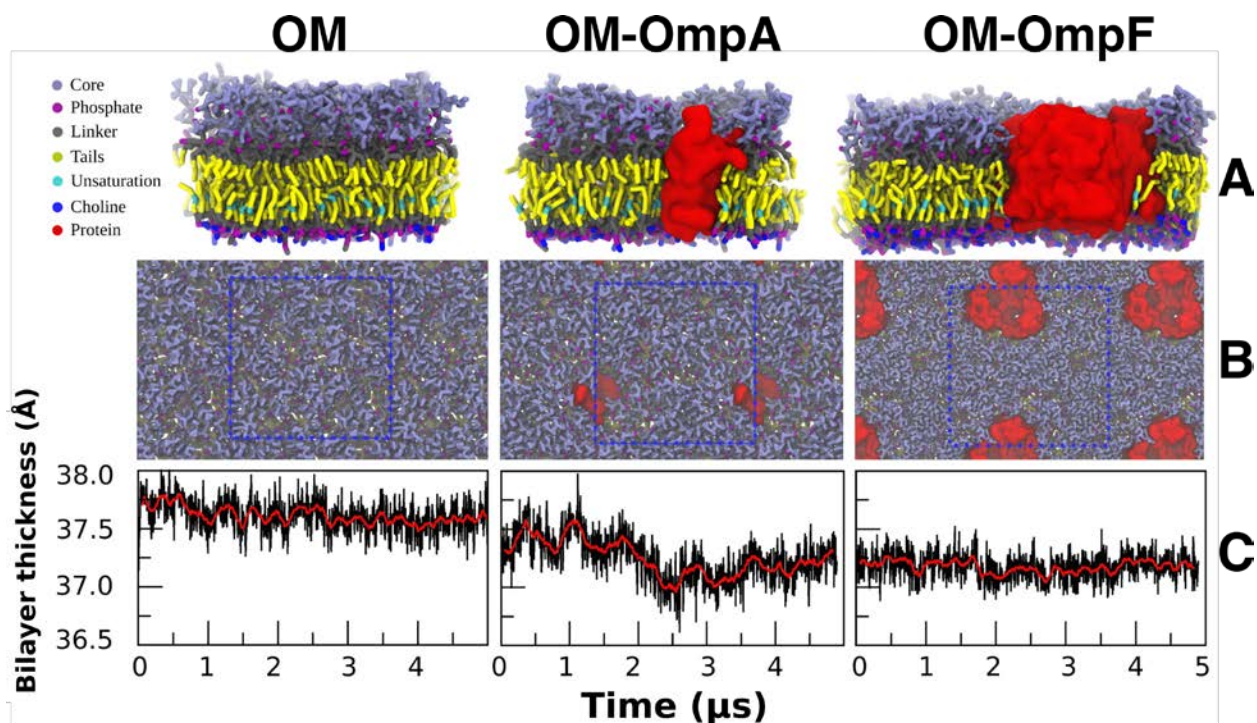 OM OM-OmpA OM-OmpF
Core
Phosphate
Linker
Tails
Unsaturation
Choline
Protein
A
B
C
Bilayer thickness (Å)
38.0
37.5
37.0
36.5
0 1 2 3 4 0 1 2 3 4 0 1 2 3 4 5
Time (µs)